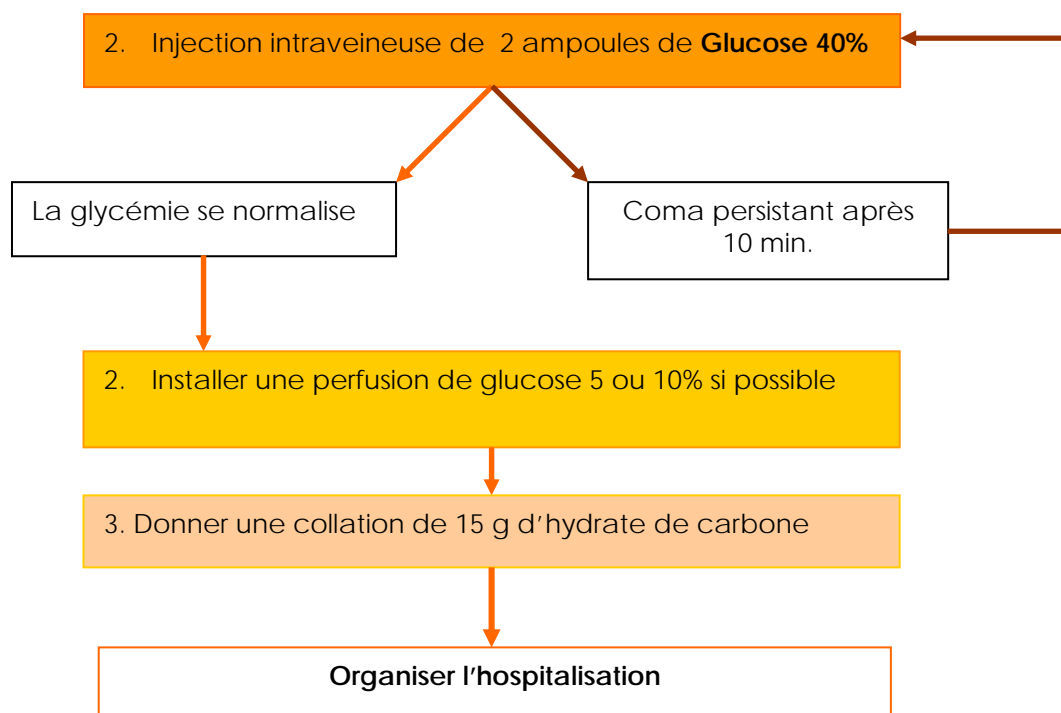 2. Injection intraveineuse de 2 ampoules de Glucose 40%
La glycémie se normalise
Coma persistant après
10 min.
2. Installer une perfusion de glucose 5 ou 10% si possible
3. Donner une collation de 15 g d'hydrate de carbone
Organiser l'hospitalisation